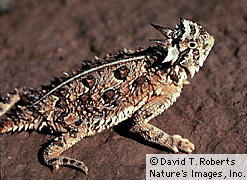 © David T. Roberts
Nature's Images, Inc.